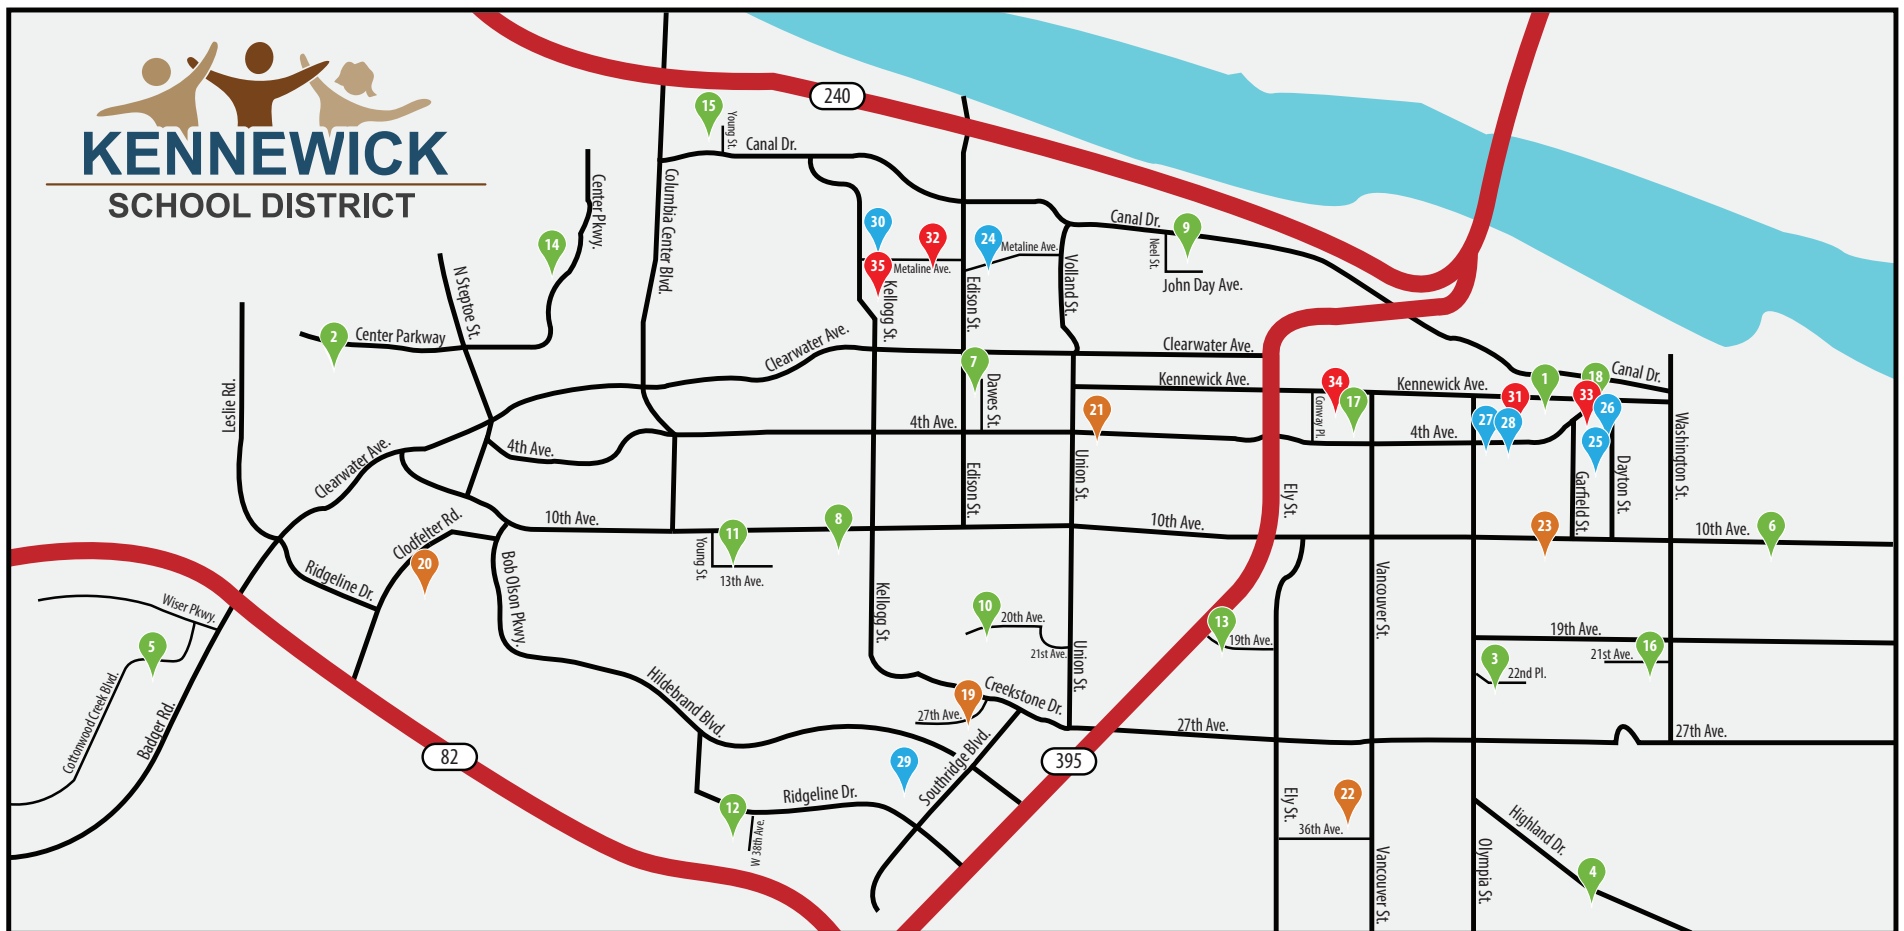 KENNEWICK
SCHOOL DISTRICT
240
15
Young St.
Canal Dr.
Center Pkwy.
Columbia Center Blvd.
14
30
32
24
Metaline Ave.
35
Metaline Ave.
Kellogg St.
Edison St.
Volland St.
Canal Dr.
9
Neel St.
John Day Ave.
N Steptoe St.
2
Center Parkway
Leslie Rd.
Clearwater Ave.
Clearwater Ave.
7
Dawes St.
Kennewick Ave.
34
17
Conway Pl.
Kennewick Ave.
31
1
18
Canal Dr.
33
26
27
28
25
21
4th Ave.
4th Ave.
4th Ave.
Clearwater Ave.
Garfield St.
Dayton St.
Washington St.
Edison St.
Union St.
Ely St.
10th Ave.
11
8
10th Ave.
23
6
10th Ave.
Young St.
13th Ave.
Clodfelter Rd.
20
Ridgeline Dr.
Bob Olson Pkwy.
Wiser Pkwy.
5
Cottonwood Creek Blvd.
Badger Rd.
Kellogg St.
10
20th Ave.
21st Ave.
Union St.
13
19th Ave.
Vancouver St.
19th Ave.
3
22nd Pl.
21st Ave.
16
Hildebrand Blvd.
19
27th Ave.
Creekstone Dr.
27th Ave.
27th Ave.
82
395
29
Southridge Blvd.
12
Ridgeline Dr.
W 38th Ave.
Ely St.
22
36th Ave.
Vancouver St.
Olympia St.
Highland Dr.
4